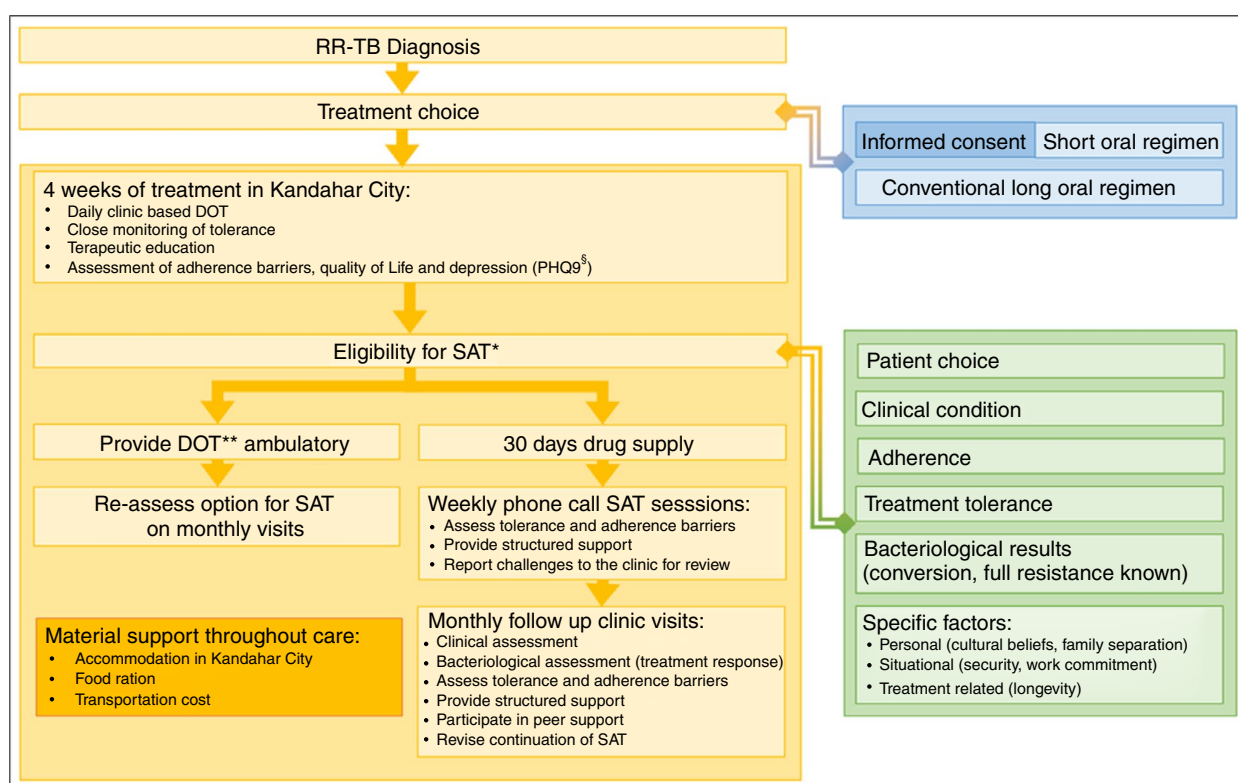 RR-TB Diagnosis
Treatment choice
Informed consent
Short oral regimen
Conventional long oral regimen
4 weeks of treatment in Kandahar City:
• Daily clinic based DOT
• Close monitoring of tolerance
• Terapeutic education
• Assessment of adherence barriers, quality of Life and depression (PHQ9§)
Eligibility for SAT*
Patient choice
Clinical condition
Adherence
Treatment tolerance
Bacteriological results
(conversion, full resistance known)
Specific factors:
• Personal (cultural beliefs, family separation)
• Situational (security, work commitment)
• Treatment related (longevity)
Provide DOT** ambulatory
Re-assess option for SAT
on monthly visits
30 days drug supply
Weekly phone call SAT sesssions:
• Assess tolerance and adherence barriers
• Provide structured support
• Report challenges to the clinic for review
Monthly follow up clinic visits:
• Clinical assessment
• Bacteriological assessment (treatment response)
• Assess tolerance and adherence barriers
• Provide structured support
• Participate in peer support
• Revise continuation of SAT
Material support throughout care:
• Accommodation in Kandahar City
• Food ration
• Transportation cost